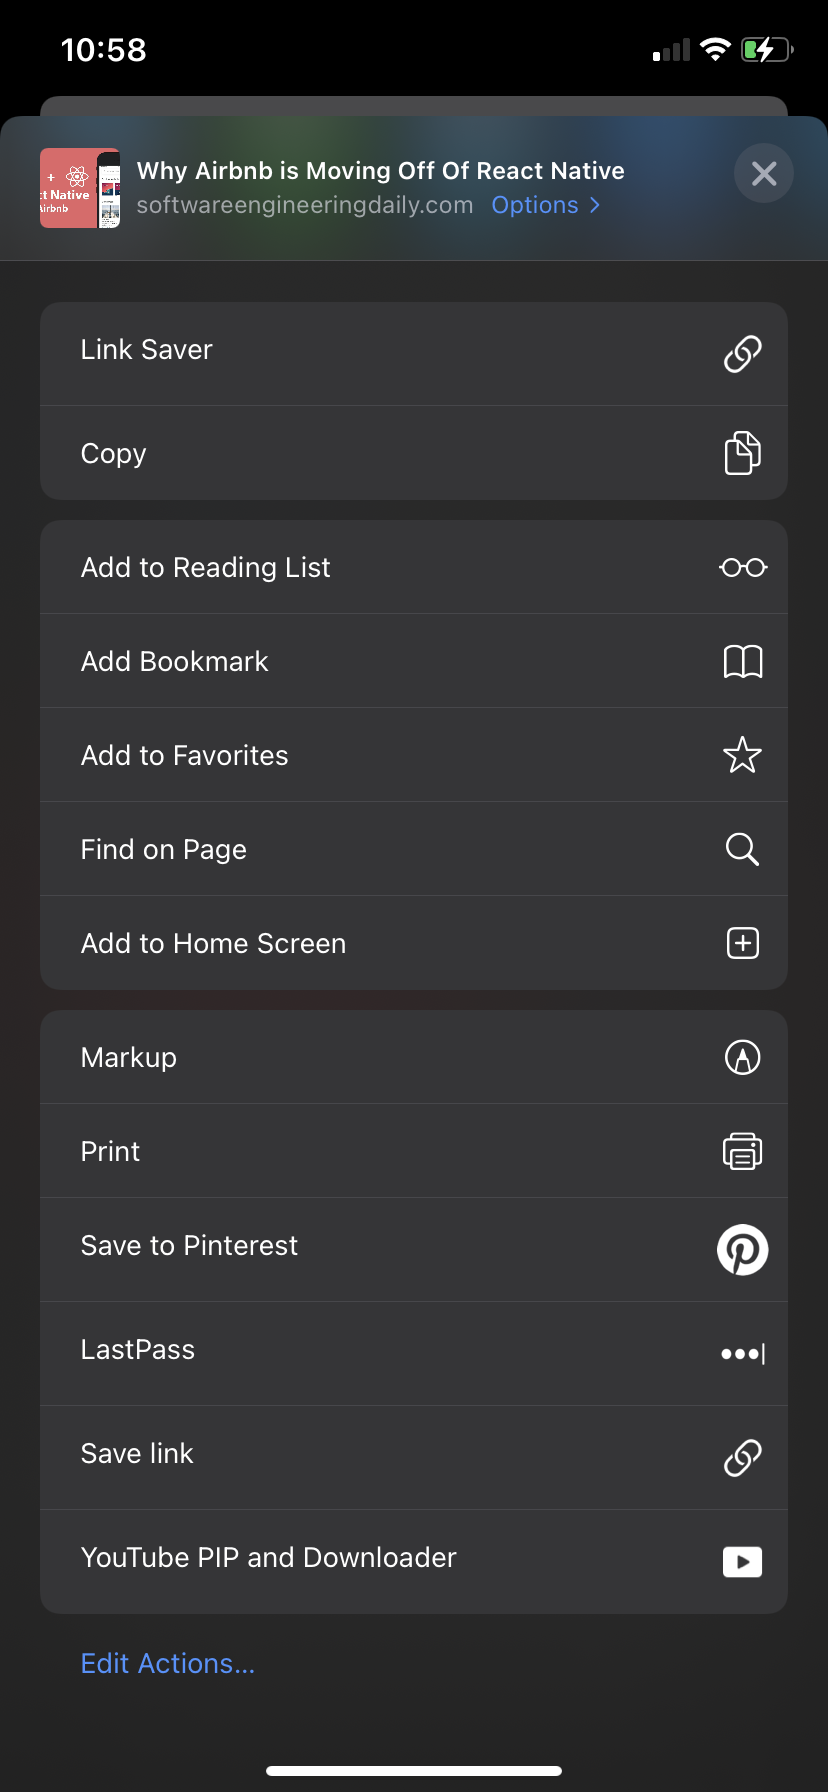 10:58
Why Airbnb is Moving Off Of React Native
softwareengineeringdaily.com Options
+
ct Native
Airbnb
Link Saver
Copy
Add to Reading List
Add Bookmark
Add to Favorites
Find on Page
Add to Home Screen
Markup
Print
Save to Pinterest
LastPass
Save link
YouTube PIP and Downloader
Edit Actions...